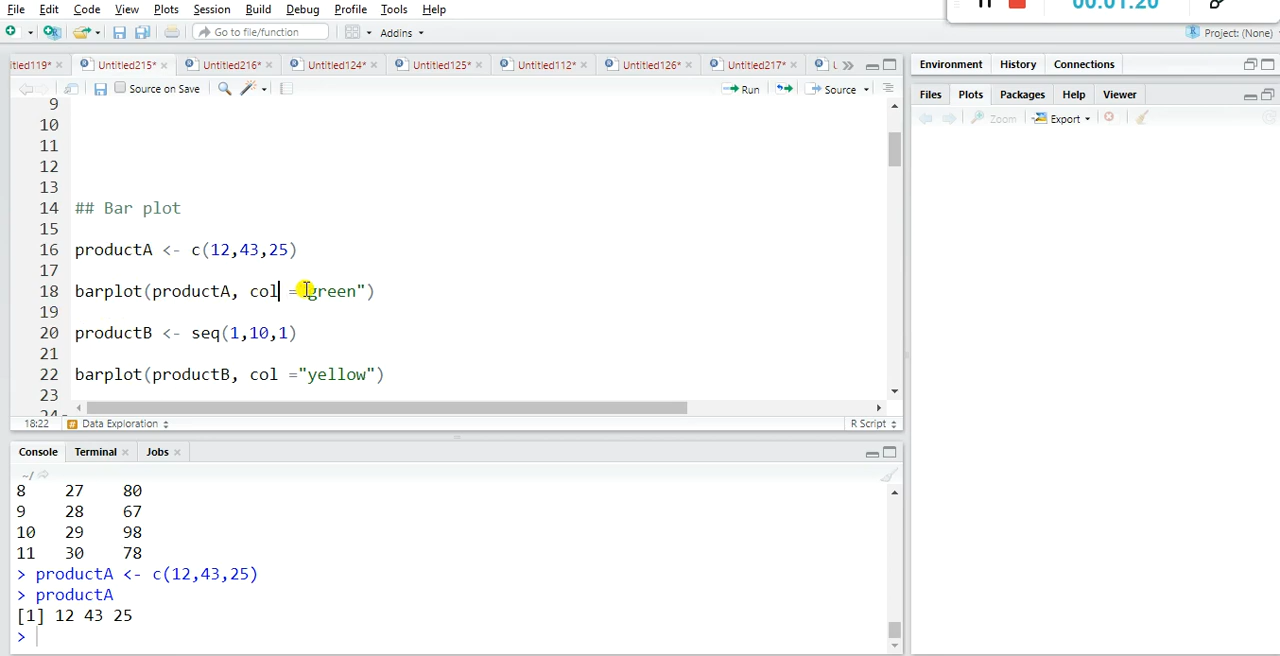 File Edit Code View Plots Session Build Debug Profile Tools Help
00:01:20
Go to file/function Addins Project: (None)
itled119* Untitled215* Untitled216* Untitled124* Untitled125* Untitled112* Untitled126* Untitled217* Environment History Connections
Source on Save Run Source Files Plots Packages Help Viewer
Zoom Export
9
10
11
12
13
14 ## Bar plot
15
16 productA <- c(12,43,25)
17
18 barplot(productA, col ="green")
19
20 productB <- seq(1,10,1)
21
22 barplot(productB, col ="yellow")
23
24
18:22 # Data Exploration R Script
Console Terminal Jobs
~/
8 27 80
9 28 67
10 29 98
11 30 78
> productA <- c(12,43,25)
> productA
[1] 12 43 25
>